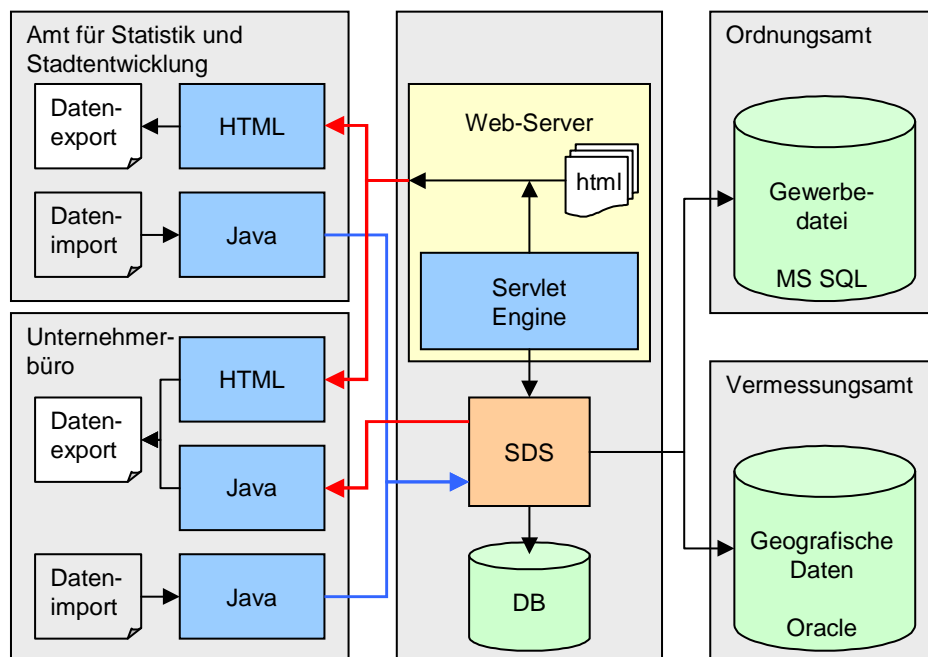 Amt für Statistik und
Stadtentwicklung
Daten-
export
HTML
Daten-
import
Java
Unternehmer-
büro
HTML
Daten-
export
Java
Daten-
import
Java
Web-Server
html
Servlet
Engine
SDS
DB
Ordnungsamt
Gewerbe-
datei
MS SQL
Vermessungsamt
Geografische
Daten
Oracle